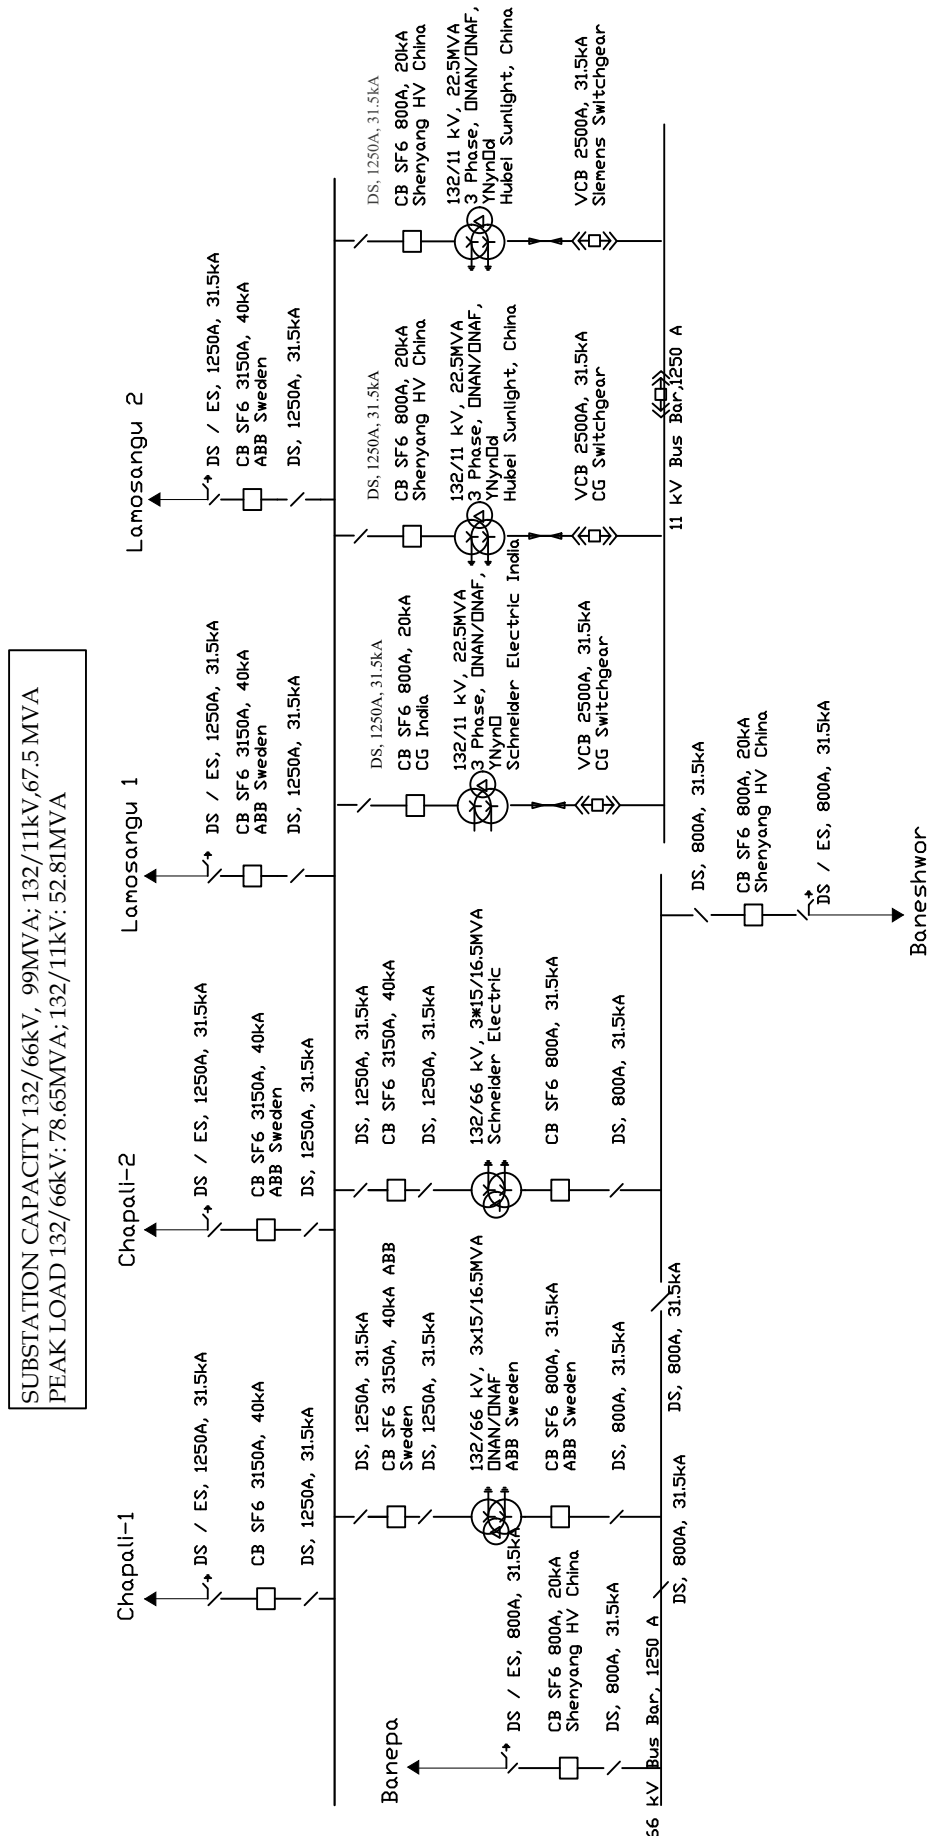 SUBSTATION CAPACITY 132/66kV, 99MVA; 132/11kV,67.5 MVA
PEAK LOAD 132/66kV: 78.65MVA; 132/11kV: 52.81MVA
Chapali-1
DS / ES, 1250A, 31.5kA
CB SF6 3150A, 40kA
DS, 1250A, 31.5kA
Chapali-2
DS / ES, 1250A, 31.5kA
CB SF6 3150A, 40kA
ABB Sweden
DS, 1250A, 31.5kA
Lamosangu 1
DS / ES, 1250A, 31.5kA
CB SF6 3150A, 40kA
ABB Sweden
DS, 1250A, 31.5kA
Lamosangu 2
DS / ES, 1250A, 31.5kA
CB SF6 3150A, 40kA
ABB Sweden
DS, 1250A, 31.5kA
Banepa
DS / ES, 800A, 31.5kA
CB SF6 800A, 20kA
Shenyang HV China
DS, 800A, 31.5kA
66 kV Bus Bar, 1250 A
DS, 1250A, 31.5kA
CB SF6 3150A, 40kA ABB
Sweden
DS, 1250A, 31.5kA
132/66 kV, 3x15/16.5MVA
ONAN/ONAF
ABB Sweden
CB SF6 800A, 31.5kA
ABB Sweden
DS, 800A, 31.5kA
DS, 800A, 31.5kA
DS, 800A, 31.5kA
DS, 1250A, 31.5kA
CB SF6 3150A, 40kA
DS, 1250A, 31.5kA
132/66 kV, 3*15/16.5MVA
Schneider Electric
CB SF6 800A, 31.5kA
DS, 800A, 31.5kA
DS, 1250A, 31.5kA
CB SF6 800A, 20kA
CG India
132/11 kV, 22.5MVA
3 Phase, ONAN/ONAF,
YNyn0
Schneider Electric India
VCB 2500A, 31.5kA
CG Switchgear
DS, 1250A, 31.5kA
CB SF6 800A, 20kA
Shenyang HV China
132/11 kV, 22.5MVA
3 Phase, ONAN/ONAF,
YNyn0d
Hubei Sunlight, China
VCB 2500A, 31.5kA
CG Switchgear
DS, 1250A, 31.5kA
CB SF6 800A, 20kA
Shenyang HV China
132/11 kV, 22.5MVA
3 Phase, ONAN/ONAF,
YNyn0d
Hubei Sunlight, China
VCB 2500A, 31.5kA
Siemens Switchgear
11 kV Bus Bar,1250 A
DS, 800A, 31.5kA
CB SF6 800A, 20kA
Shenyang HV China
DS / ES, 800A, 31.5kA
Baneshwor